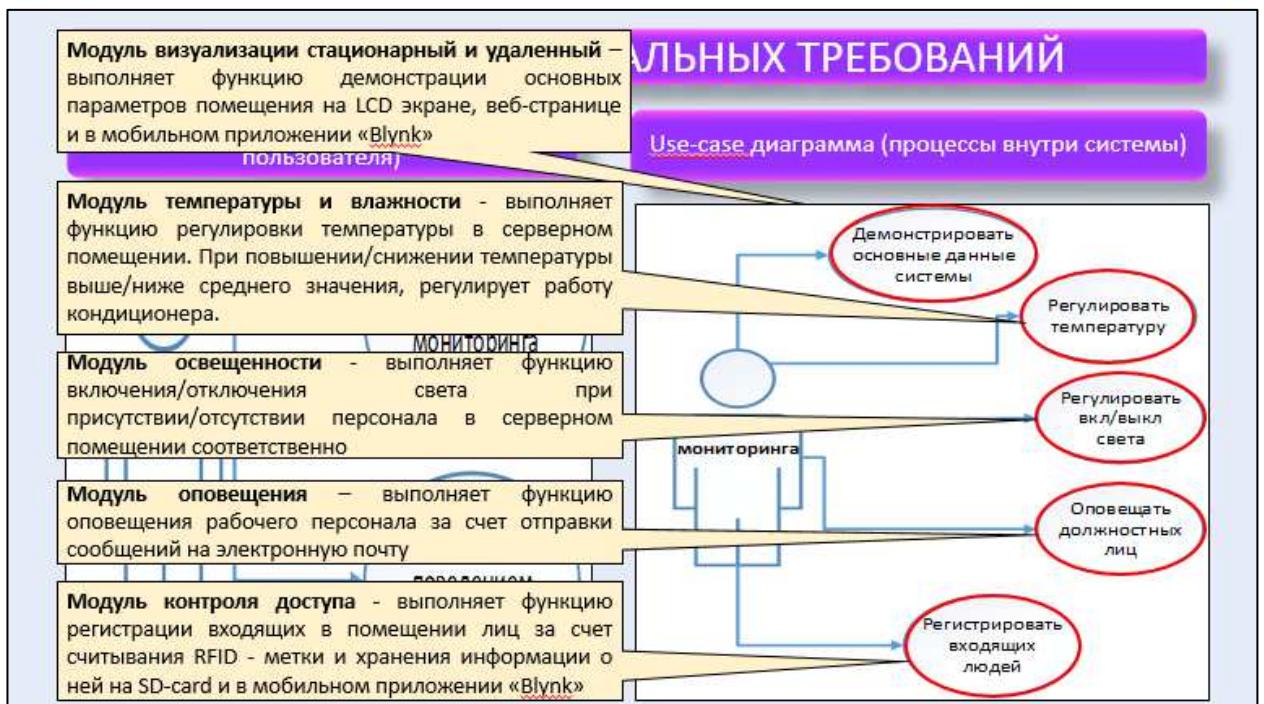 Модуль визуализации стационарный и удаленный –
выполняет функцию демонстрации основных
параметров помещения на LCD экране, веб-странице
и в мобильном приложении «Blynk»
АЛЬНЫХ ТРЕБОВАНИЙ
пользователя)
Use-case диаграмма (процессы внутри системы)
Модуль температуры и влажности - выполняет
функцию регулировки температуры в серверном
помещении. При повышении/снижении температуры
выше/ниже среднего значения, регулирует работу
кондиционера.
мониторинга
Модуль освещенности - выполняет функцию
включения/отключения света при
присутствии/отсутствии персонала в серверном
помещении соответственно
Модуль оповещения – выполняет функцию
оповещения рабочего персонала за счет отправки
сообщений на электронную почту
Модуль контроля доступа - выполняет функцию
регистрации входящих в помещении лиц за счет
считывания RFID - метки и хранения информации о
ней на SD-card и в мобильном приложении «Blynk»
Демонстрировать
основные данные
системы
Регулировать
температуру
Регулировать
вкл/выкл
света
мониторинга
Оповещать
должностных
лиц
Регистрировать
входящих
людей